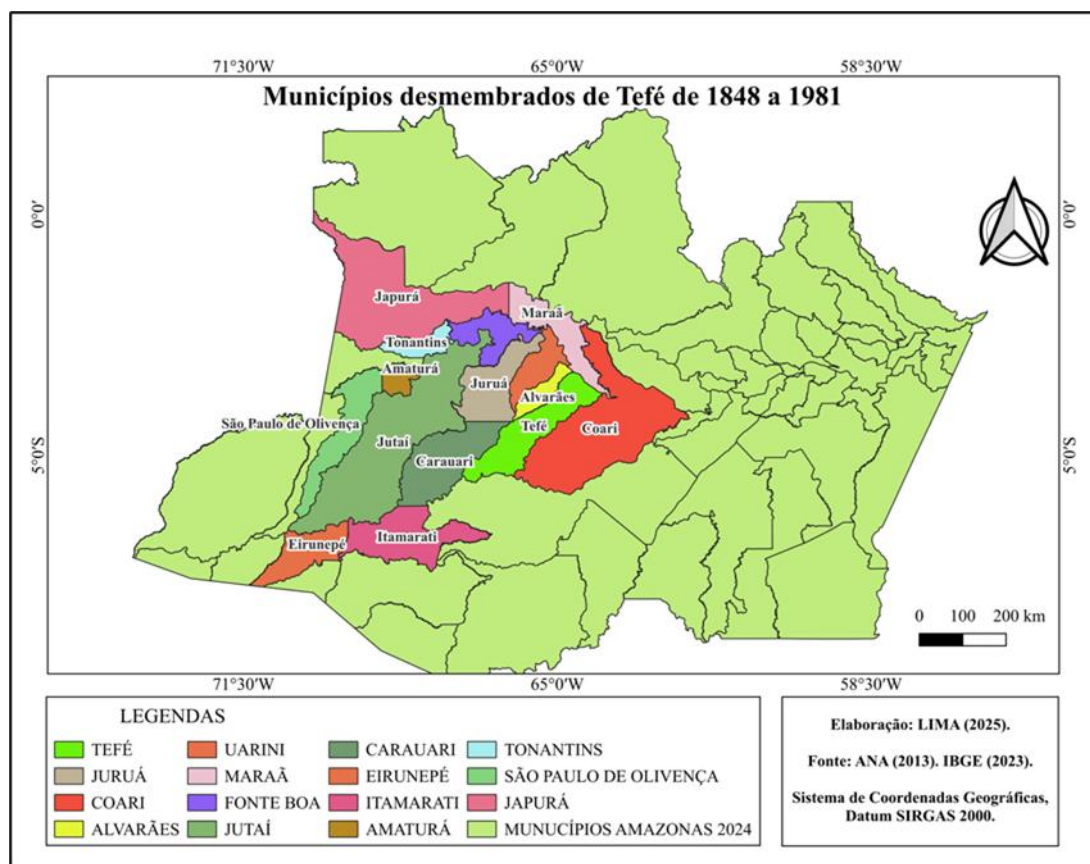 71°30'W 65°0'W 58°30'W
Municípios desmembrados de Tefé de 1848 a 1981
0°0' 0°0'
Japurá
Maraã
Tonantins
Amaturá
Juruá
Alvarães
São Paulo de Olivença
Tefé
Coari
Jutaí
Carauari
5°0'S 5°0'S
Eirunepé
Itamarati
0 100 200 km
71°30'W 65°0'W 58°30'W
LEGENDAS
TEFÉ UARINI CARAUARI TONANTINS
JURUÁ MARAÃ EIRUNEPÉ SÃO PAULO DE OLIVENÇA
COARI FONTE BOA ITAMARATI JAPURÁ
ALVARÃES JUTAÍ AMATURÁ MUNUCÍPIOS AMAZONAS 2024
Elaboração: LIMA (2025).
Fonte: ANA (2013). IBGE (2023).
Sistema de Coordenadas Geográficas,
Datum SIRGAS 2000.